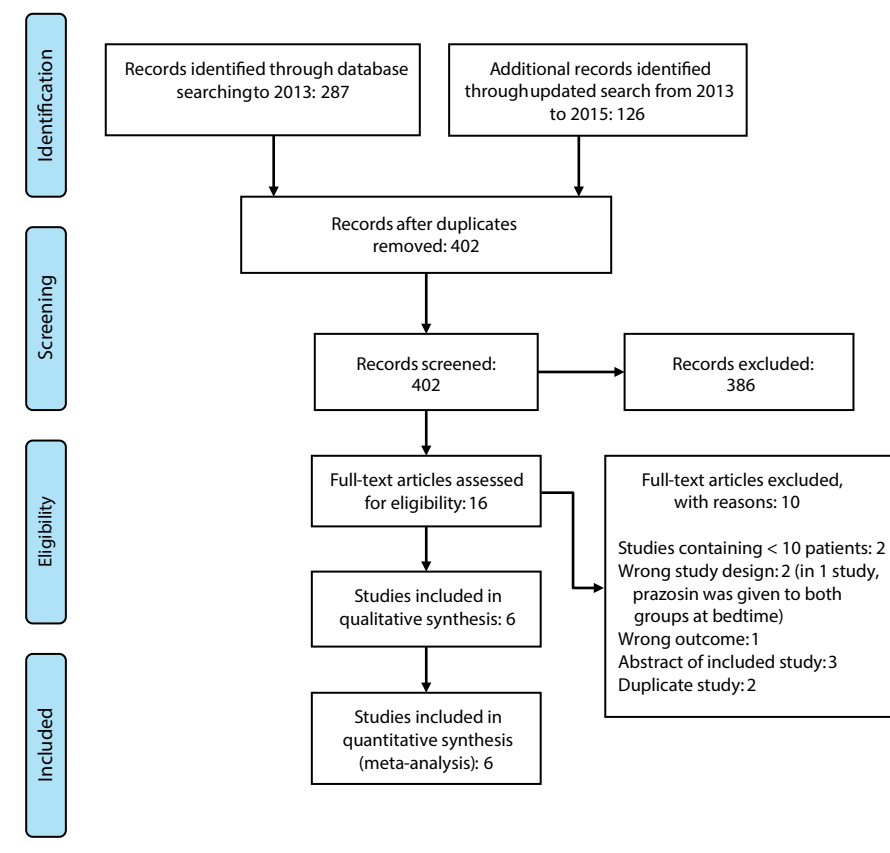 Identification
Records identified through database
searching to 2013: 287
Additional records identified
through updated search from 2013
to 2015: 126
Records after duplicates
removed: 402
Screening
Records screened:
402
Records excluded:
386
Eligibility
Full-text articles assessed
for eligibility: 16
Full-text articles excluded,
with reasons: 10
Studies containing < 10 patients: 2
Wrong study design: 2 (in 1 study,
prazosin was given to both
groups at bedtime)
Wrong outcome: 1
Abstract of included study: 3
Duplicate study: 2
Studies included in
qualitative synthesis: 6
Included
Studies included in
quantitative synthesis
(meta-analysis): 6